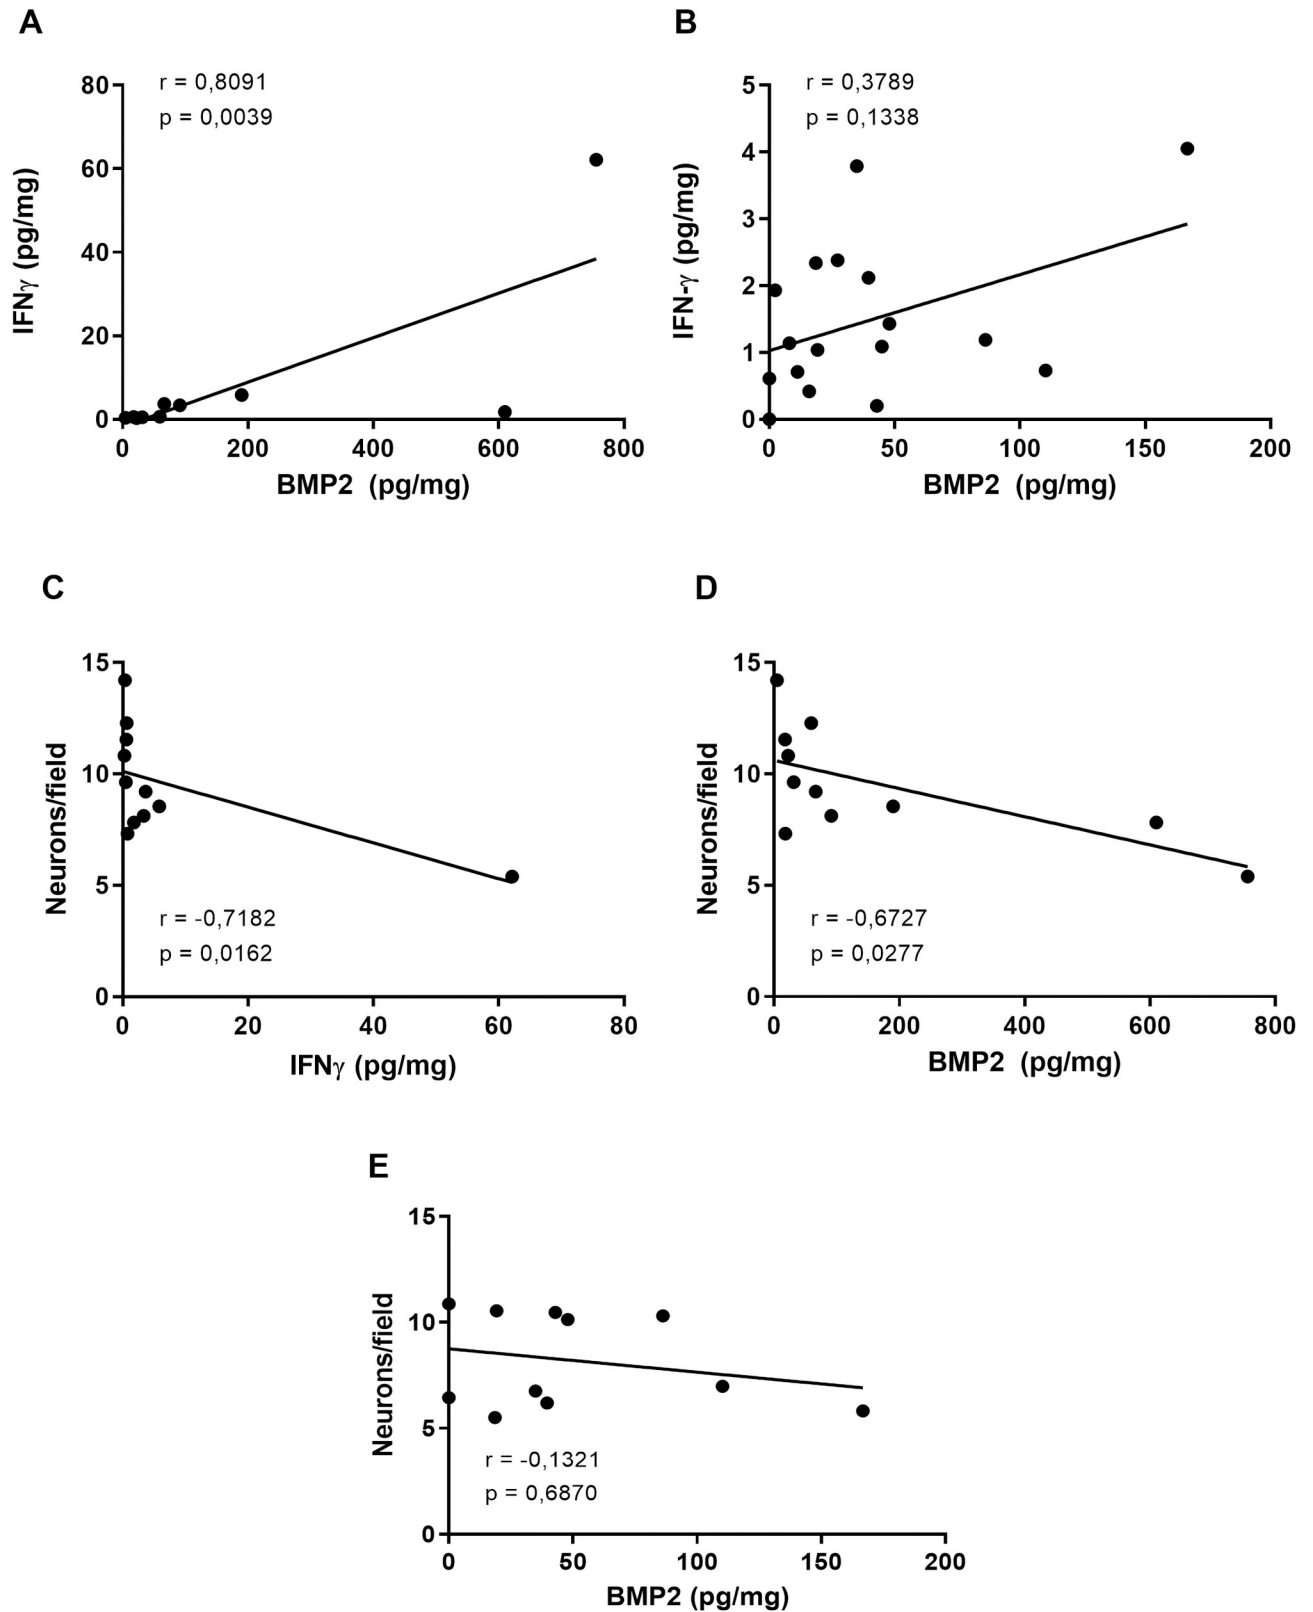 A
r = 0,8091
p = 0,0039
80
60
40
20
0
IFNγ (pg/mg)
0 200 400 600 800
BMP2 (pg/mg)
B
r = 0,3789
p = 0,1338
5
4
3
2
1
0
IFN-γ (pg/mg)
0 50 100 150 200
BMP2 (pg/mg)
C
15
10
5
0
Neurons/field
r = -0,7182
p = 0,0162
0 20 40 60 80
IFNγ (pg/mg)
D
15
10
5
0
Neurons/field
r = -0,6727
p = 0,0277
0 200 400 600 800
BMP2 (pg/mg)
E
15
10
5
0
Neurons/field
r = -0,1321
p = 0,6870
0 50 100 150 200
BMP2 (pg/mg)